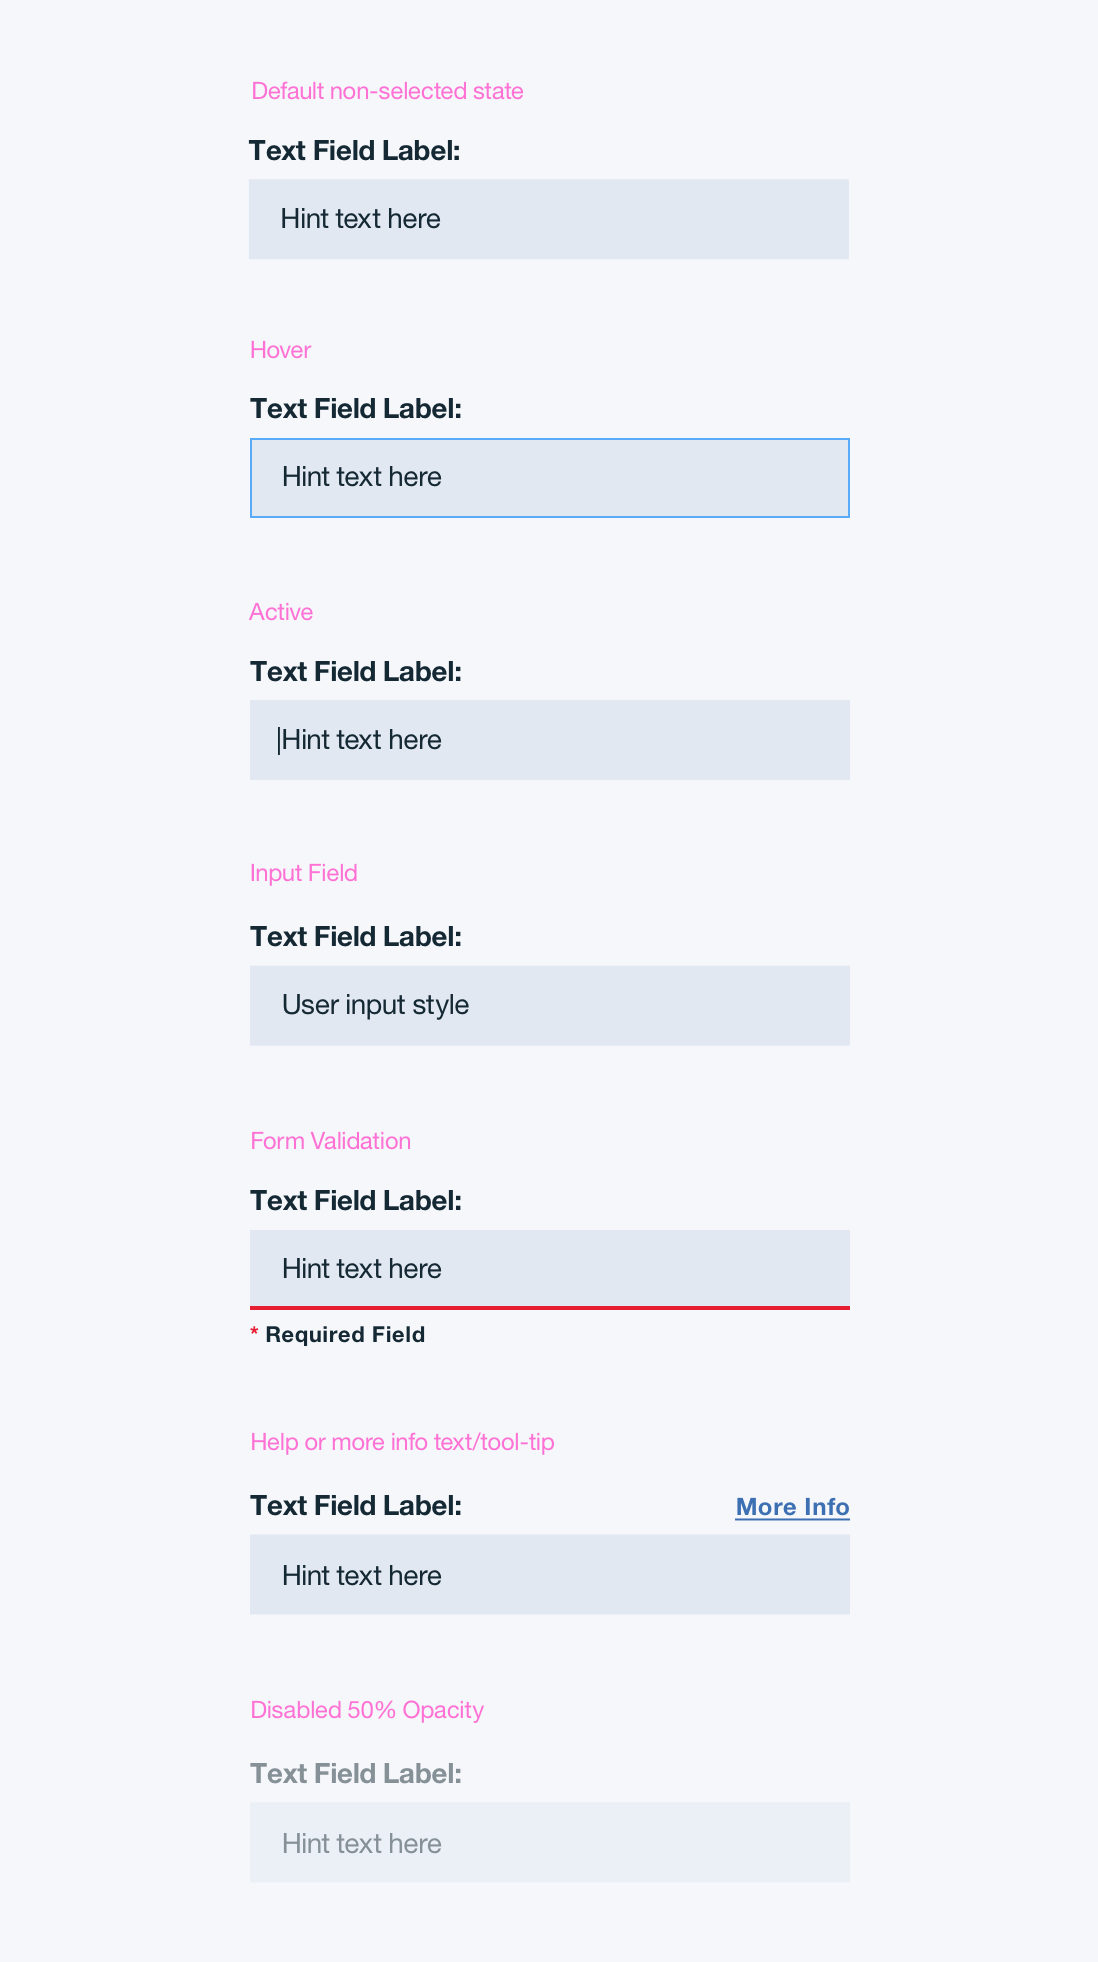 Default non-selected state
Text Field Label:
Hint text here
Hover
Text Field Label:
Hint text here
Active
Text Field Label:
Hint text here
Input Field
Text Field Label:
User input style
Form Validation
Text Field Label:
Hint text here
* Required Field
Help or more info text/tool-tip
Text Field Label: More Info
Hint text here
Disabled 50% Opacity
Text Field Label:
Hint text here